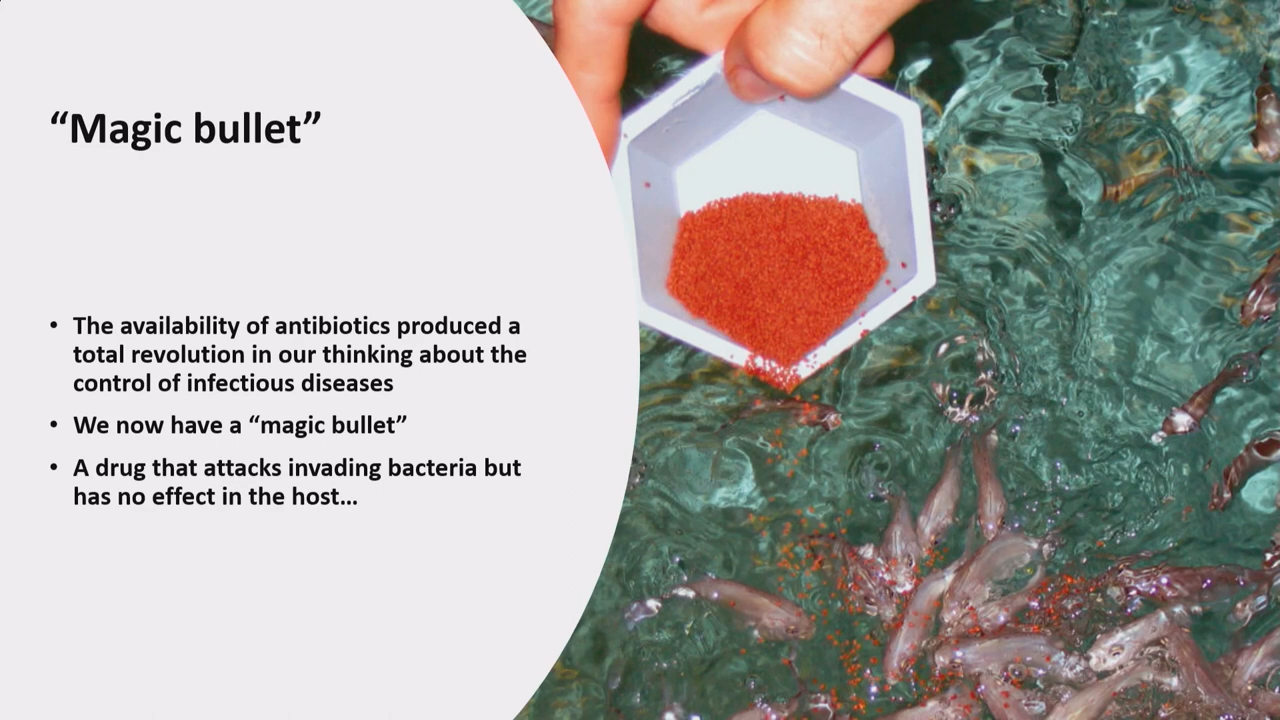 “Magic bullet”
• The availability of antibiotics produced a
total revolution in our thinking about the
control of infectious diseases
• We now have a “magic bullet”
• A drug that attacks invading bacteria but
has no effect in the host…